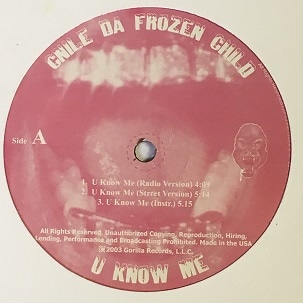 CNILE DA FROZEN CHILD
Side A
1. U Know Me (Radio Version) 4:09
2. U Know Me (Street Version) 5:14
3. U Know Me (Instr.) 5.15
All Rights Reserved. Unauthorized Copying, Reproduction, Hiring,
Lending, Performance and Broadcasting Prohibited. Made in the USA
℗2003 Gorilla Records, L.L.C.
U KNOW ME